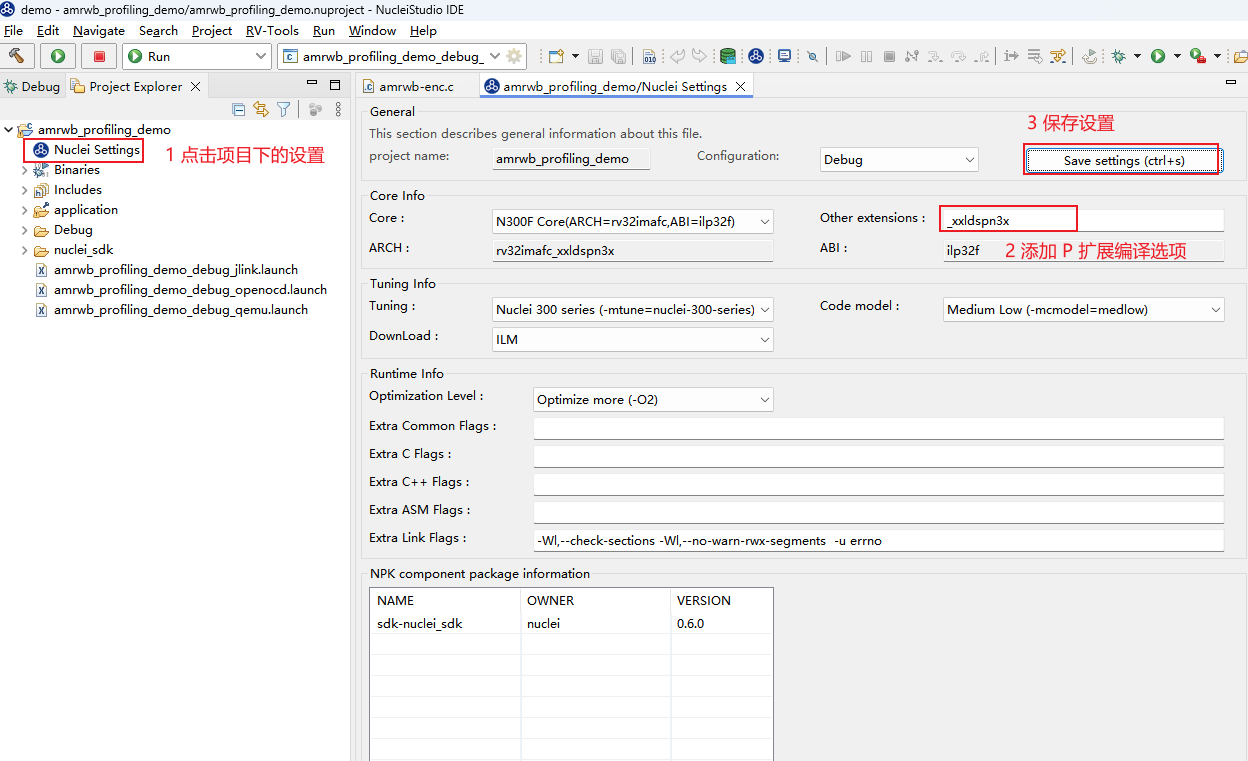 demo - amrwb_profiling_demo/amrwb_profiling_demo.nuproject - NucleiStudio IDE
File Edit Navigate Search Project RV-Tools Run Window Help
Run
amrwb_profiling_demo_debug_
010
Debug
Project Explorer
amrwb-enc.c
amrwb_profiling_demo/Nuclei Settings
amrwb_profiling_demo
Nuclei Settings
1 点击项目下的设置
Binaries
Includes
application
Debug
nuclei_sdk
amrwb_profiling_demo_debug_jlink.launch
amrwb_profiling_demo_debug_openocd.launch
amrwb_profiling_demo_debug_qemu.launch
General
This section describes general information about this file.
3 保存设置
project name:
amrwb_profiling_demo
Configuration:
Debug
Save settings (ctrl+s)
Core Info
Core :
N300F Core(ARCH=rv32imafc,ABI=ilp32f)
Other extensions :
_xxldspn3x
ARCH :
rv32imafc_xxldspn3x
ABI :
ilp32f
2 添加 P 扩展编译选项
Tuning Info
Tuning :
Nuclei 300 series (-mtune=nuclei-300-series)
Code model :
Medium Low (-mcmodel=medlow)
DownLoad :
ILM
Runtime Info
Optimization Level :
Optimize more (-O2)
Extra Common Flags :
Extra C Flags :
Extra C++ Flags :
Extra ASM Flags :
Extra Link Flags :
-Wl,--check-sections -Wl,--no-warn-rwx-segments -u errno
NPK component package information
NAME OWNER VERSION
sdk-nuclei_sdk nuclei 0.6.0